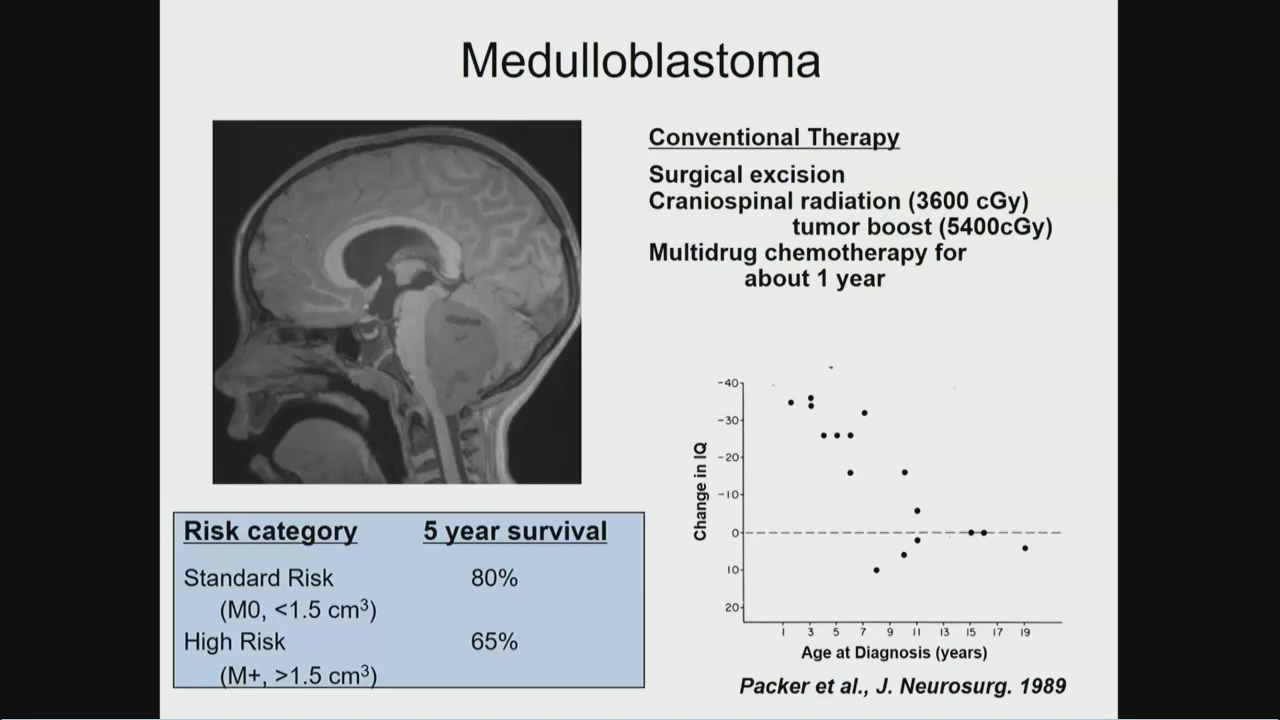 Medulloblastoma
Conventional Therapy
Surgical excision
Craniospinal radiation (3600 cGy)
tumor boost (5400cGy)
Multidrug chemotherapy for
about 1 year
Risk category 5 year survival
Standard Risk 80%
(M0, <1.5 cm³)
High Risk 65%
(M+, >1.5 cm³)
Change in IQ
-40
-30
-20
-10
0
10
20
1 3 5 7 9 11 13 15 17 19
Age at Diagnosis (years)
Packer et al., J. Neurosurg. 1989